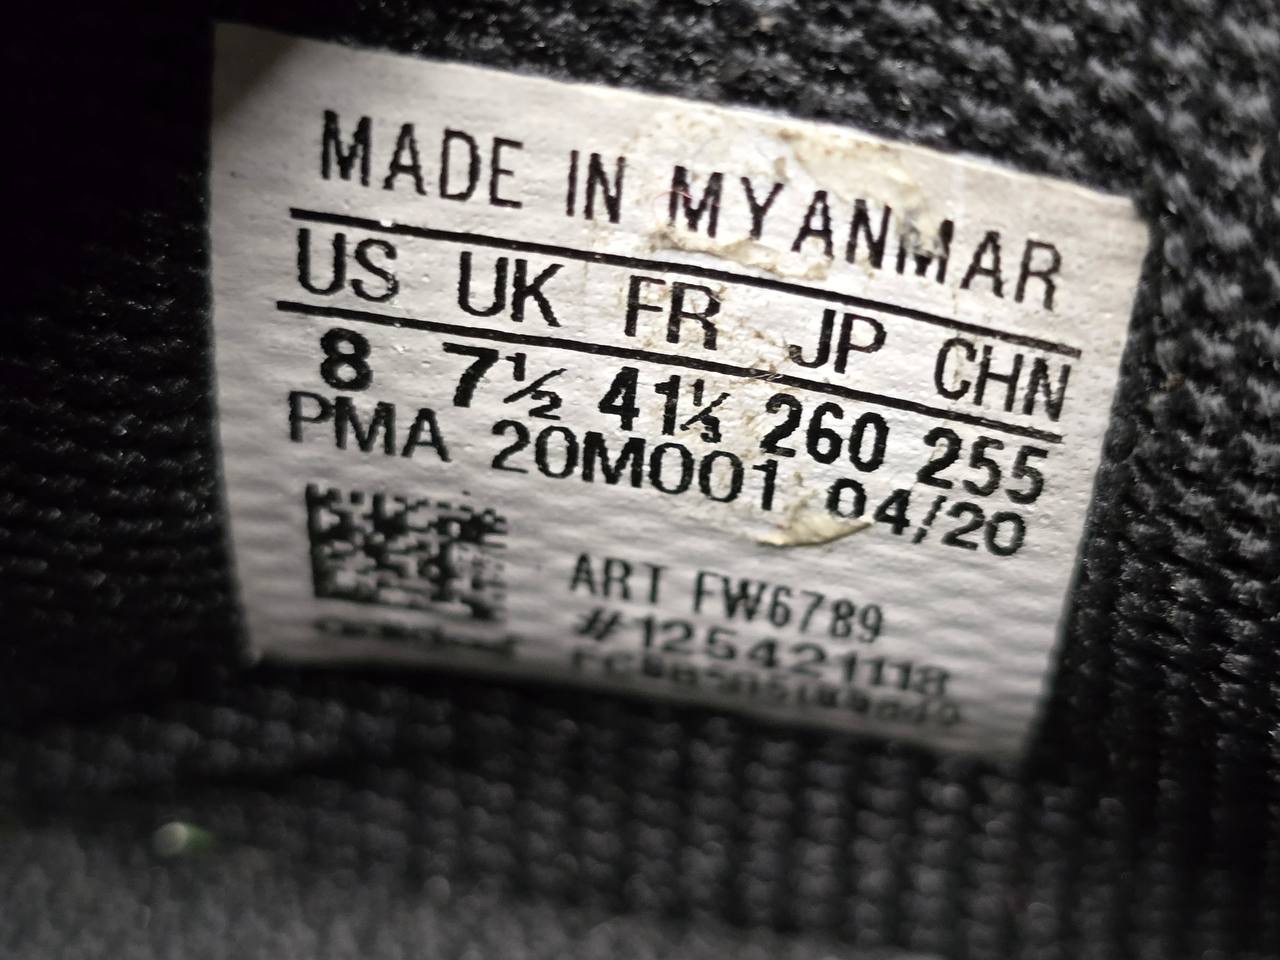 MADE IN MYANMAR
US UK FR JP CHN
8 7½ 41⅓ 260 255
PMA 20M001 04/20
ART FW6789
#125421118